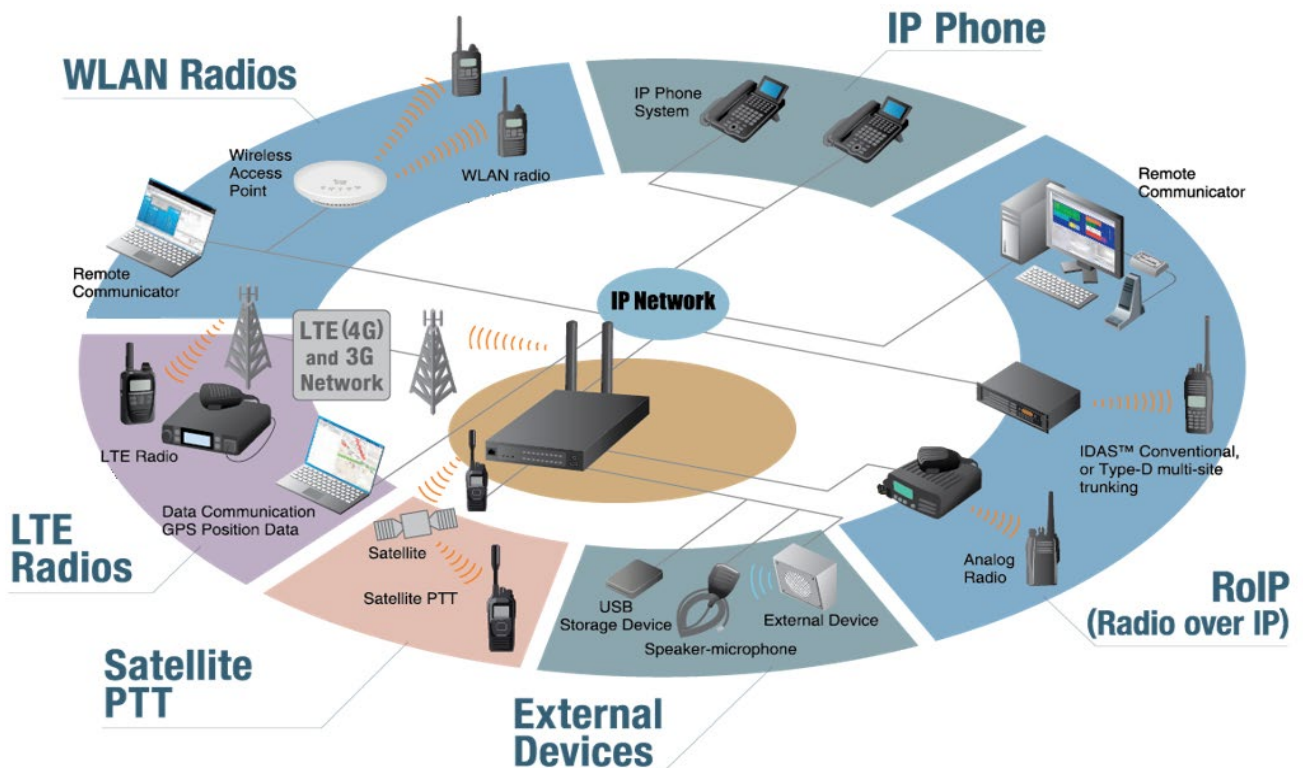 WLAN Radios
IP Phone
IP Phone
System
Wireless
Access
Point
WLAN radio
Remote
Communicator
Remote
Communicator
IP Network
LTE (4G)
and 3G
Network
LTE Radio
Data Communication
GPS Position Data
LTE
Radios
Satellite
Satellite PTT
Satellite
PTT
USB
Storage Device
Speaker-microphone
External Device
External
Devices
IDAS™ Conventional,
or Type-D multi-site
trunking
Analog
Radio
RoIP
(Radio over IP)